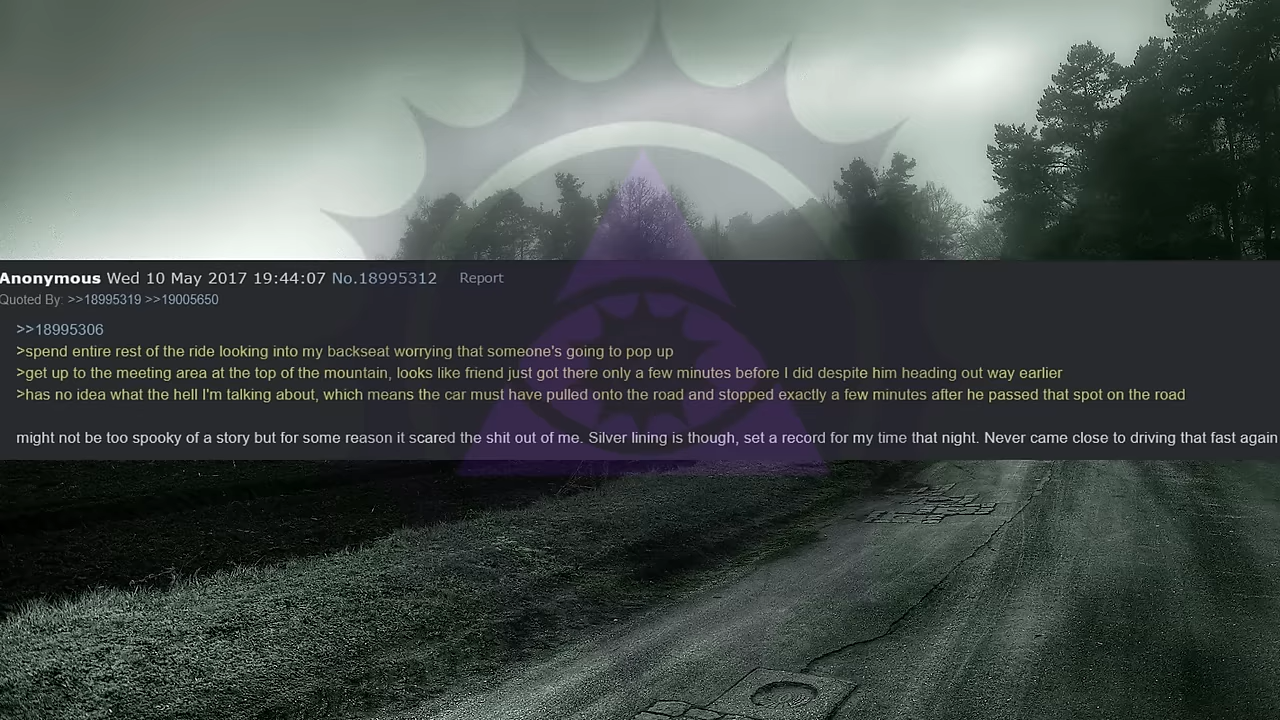 Anonymous Wed 10 May 2017 19:44:07 No.18995312 Report
Quoted By: >>18995319 >>19005650
>>18995306
>spend entire rest of the ride looking into my backseat worrying that someone's going to pop up
>get up to the meeting area at the top of the mountain, looks like friend just got there only a few minutes before I did despite him heading out way earlier
>has no idea what the hell I'm talking about, which means the car must have pulled onto the road and stopped exactly a few minutes after he passed that spot on the road
might not be too spooky of a story but for some reason it scared the shit out of me. Silver lining is though, set a record for my time that night. Never came close to driving that fast again